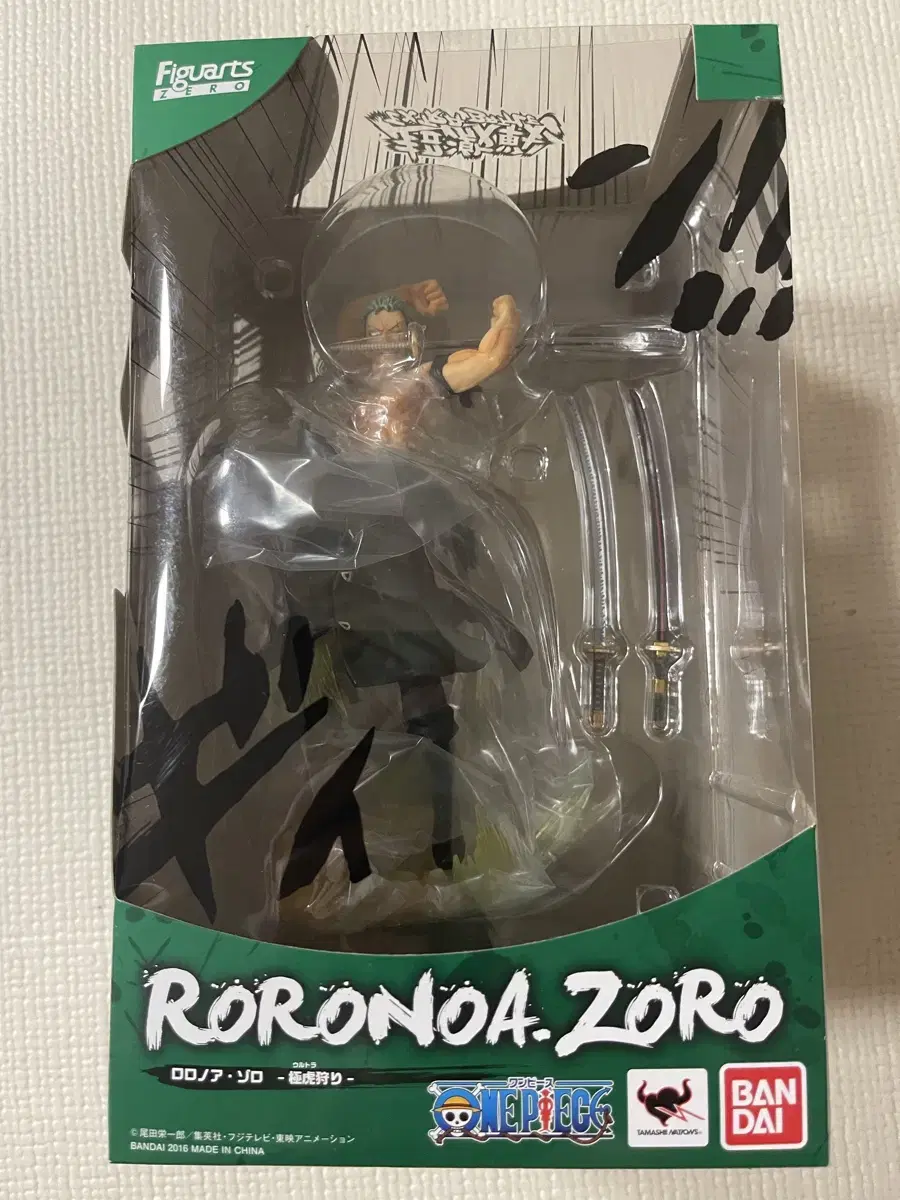 Figuarts
ZERO
RORONOA.ZORO
ロロノア・ゾロ -極虎狩り-
ウルトラ
ワンピース
ONE PIECE
TAMASHII NATIONS
BAN
DAI
©尾田栄一郎／集英社・フジテレビ・東映アニメーション
BANDAI 2016 MADE IN CHINA